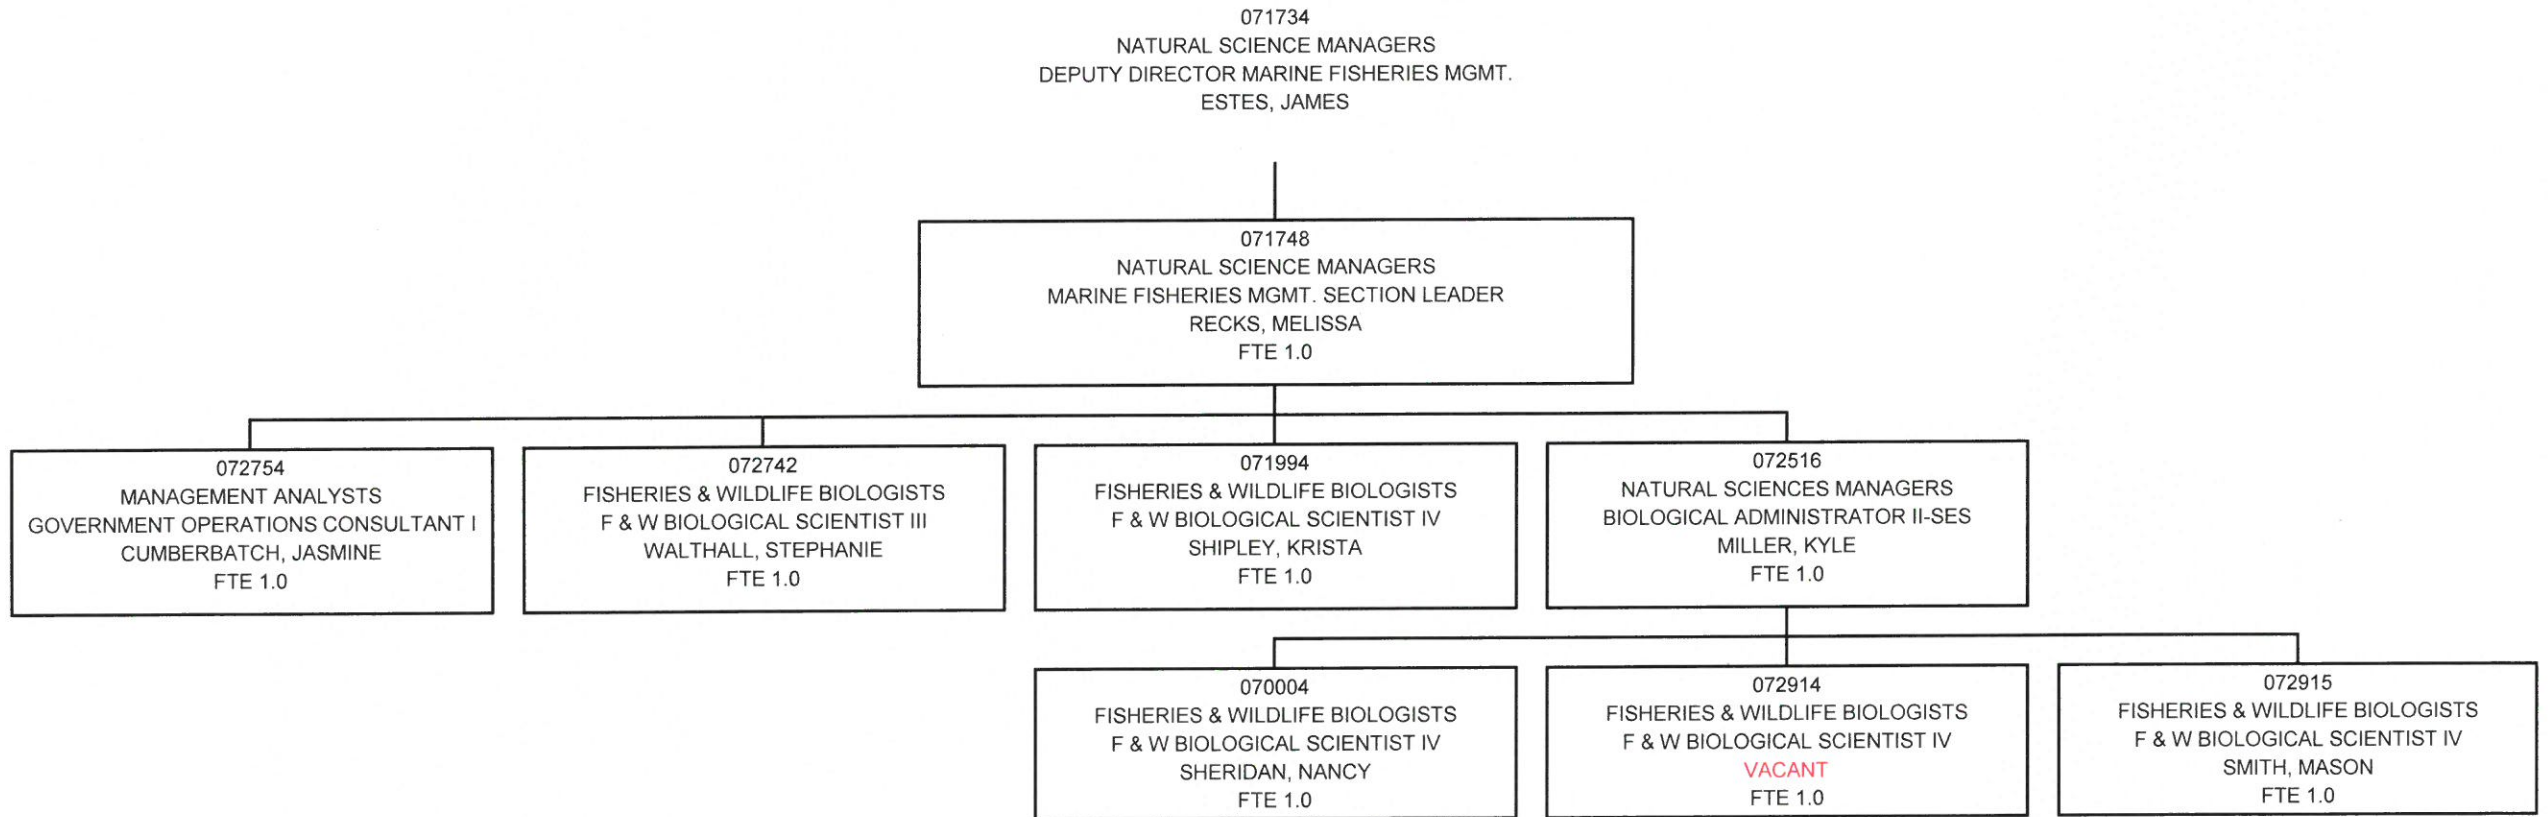 071734
NATURAL SCIENCE MANAGERS
DEPUTY DIRECTOR MARINE FISHERIES MGMT.
ESTES, JAMES
071748
NATURAL SCIENCE MANAGERS
MARINE FISHERIES MGMT. SECTION LEADER
RECKS, MELISSA
FTE 1.0
072754
MANAGEMENT ANALYSTS
GOVERNMENT OPERATIONS CONSULTANT I
CUMBERBATCH, JASMINE
FTE 1.0
072742
FISHERIES & WILDLIFE BIOLOGISTS
F & W BIOLOGICAL SCIENTIST III
WALTHALL, STEPHANIE
FTE 1.0
071994
FISHERIES & WILDLIFE BIOLOGISTS
F & W BIOLOGICAL SCIENTIST IV
SHIPLEY, KRISTA
FTE 1.0
072516
NATURAL SCIENCES MANAGERS
BIOLOGICAL ADMINISTRATOR II-SES
MILLER, KYLE
FTE 1.0
070004
FISHERIES & WILDLIFE BIOLOGISTS
F & W BIOLOGICAL SCIENTIST IV
SHERIDAN, NANCY
FTE 1.0
072914
FISHERIES & WILDLIFE BIOLOGISTS
F & W BIOLOGICAL SCIENTIST IV
VACANT
FTE 1.0
072915
FISHERIES & WILDLIFE BIOLOGISTS
F & W BIOLOGICAL SCIENTIST IV
SMITH, MASON
FTE 1.0